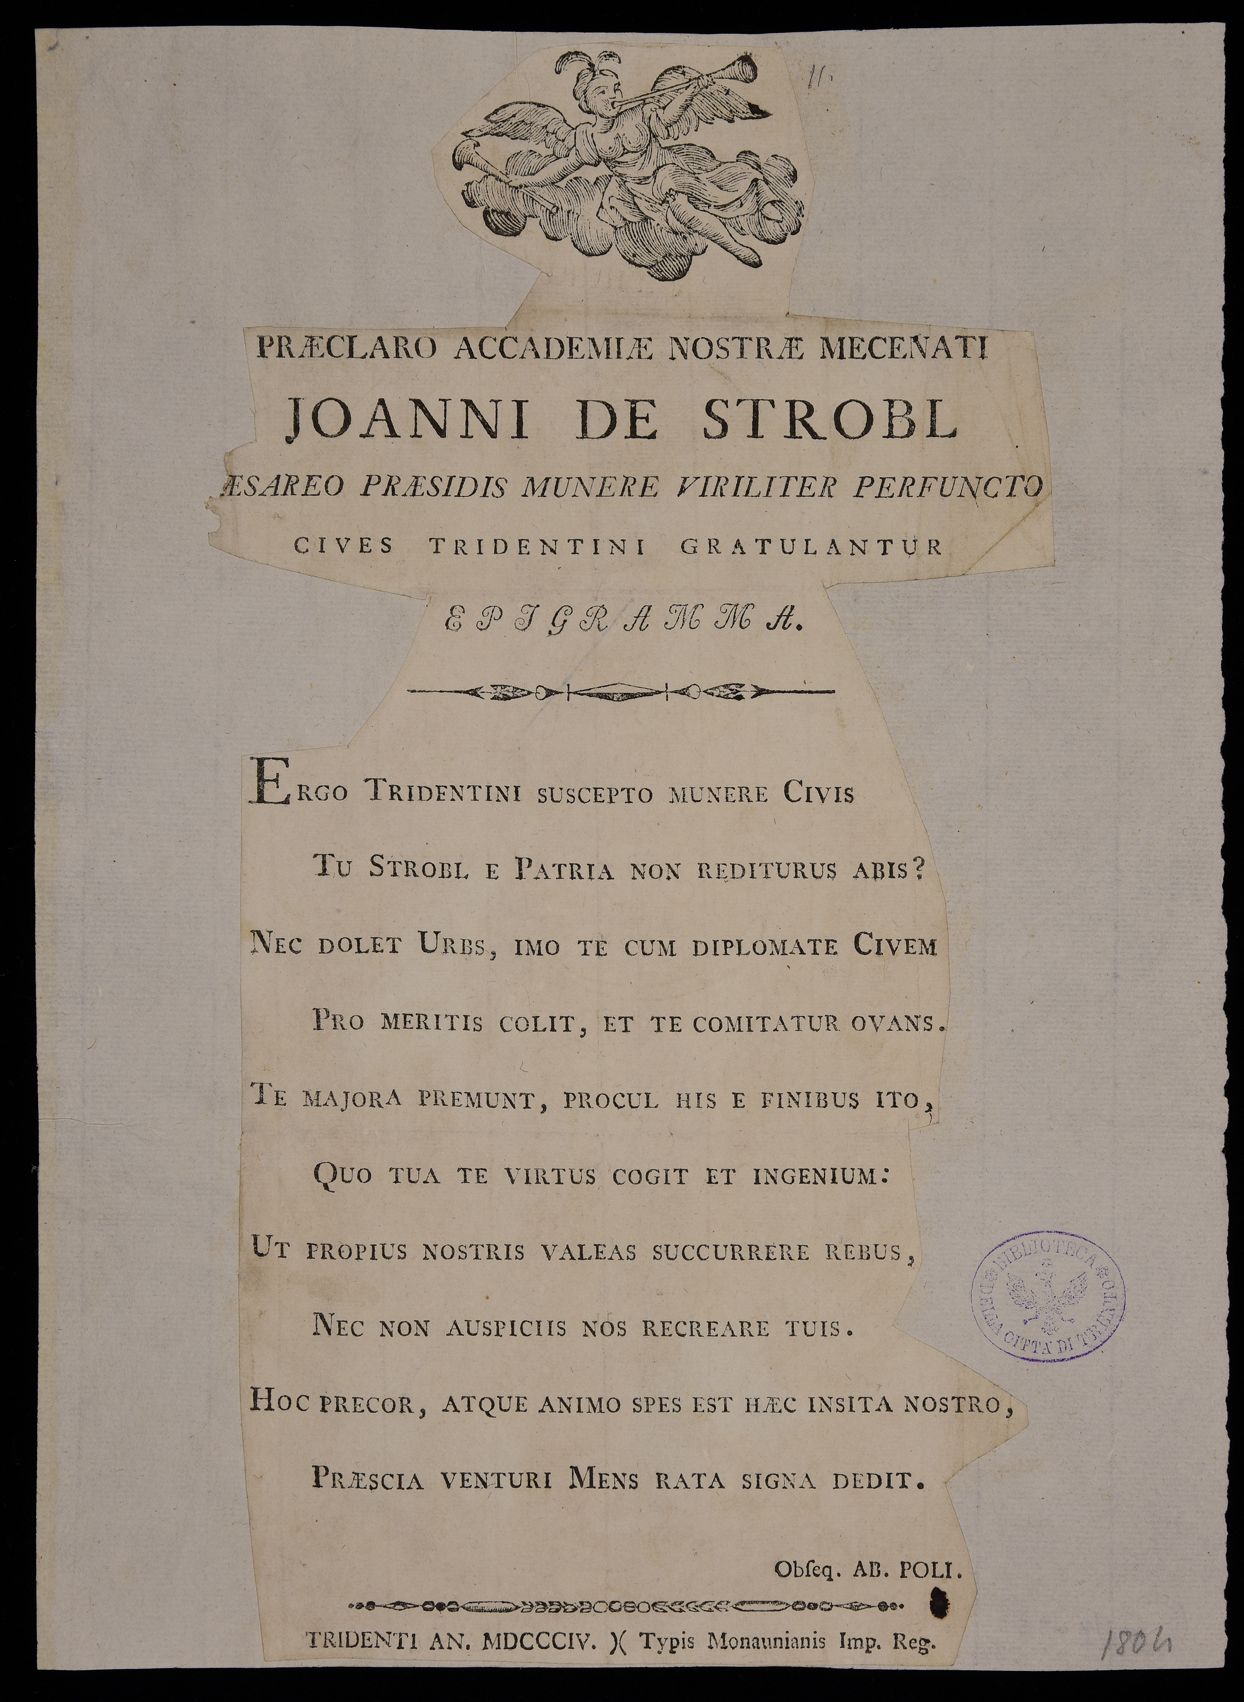 11.
PRÆCLARO ACCADEMIÆ NOSTRÆ MECENATI
JOANNI DE STROBL
ÆSAREO PRÆSIDIS MUNERE VIRILITER PERFUNCTO
CIVES TRIDENTINI GRATULANTUR
EPIGRAMMA.
ERGO TRIDENTINI SUSCEPTO MUNERE CIVIS
TU STROBL E PATRIA NON REDITURUS ABIS?
NEC DOLET URBS, IMO TE CUM DIPLOMATE CIVEM
PRO MERITIS COLIT, ET TE COMITATUR OVANS.
TE MAJORA PREMUNT, PROCUL HIS E FINIBUS ITO,
QUO TUA TE VIRTUS COGIT ET INGENIUM:
UT PROPIUS NOSTRIS VALEAS SUCCURRERE REBUS,
NEC NON AUSPICIIS NOS RECREARE TUIS.
HOC PRECOR, ATQUE ANIMO SPES EST HÆC INSITA NOSTRO,
PRÆSCIA VENTURI MENS RATA SIGNA DEDIT.
Obſeq. AB. POLI.
TRIDENTI AN. MDCCCIV. )( Typis Monaunianis Imp. Reg.
BIBLIOTECA DELLA CITTA' DI TRENTO
1804